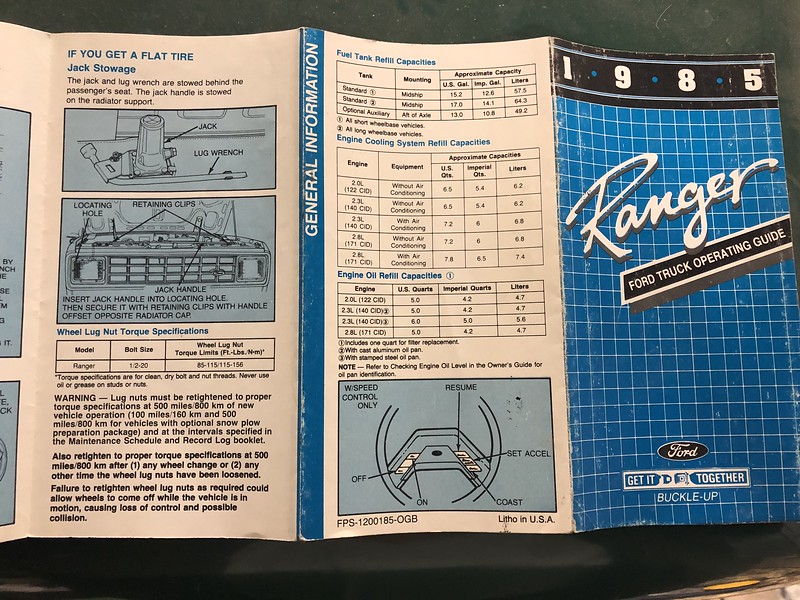 BY
NCH
HE
SE
L
EM
R
G IT.
L
TE,
ACK
IF YOU GET A FLAT TIRE
Jack Stowage
The jack and lug wrench are stowed behind the
passenger's seat. The jack handle is stowed
on the radiator support.
JACK
LUG WRENCH
LOCATING
HOLE
RETAINING CLIPS
JACK HANDLE
INSERT JACK HANDLE INTO LOCATING HOLE.
THEN SECURE IT WITH RETAINING CLIPS WITH HANDLE
OFFSET OPPOSITE RADIATOR CAP.
Wheel Lug Nut Torque Specifications
Model Bolt Size Wheel Lug Nut Torque Limits (Ft.-Lbs./N•m)*
Ranger 1/2-20 85-115/115-156
*Torque specifications are for clean, dry bolt and nut threads. Never use
oil or grease on studs or nuts.
WARNING — Lug nuts must be retightened to proper
torque specifications at 500 miles/800 km of new
vehicle operation (100 miles/160 km and 500
miles/800 km for vehicles with optional snow plow
preparation package) and at the intervals specified in
the Maintenance Schedule and Record Log booklet.
Also retighten to proper torque specifications at 500
miles/800 km after (1) any wheel change or (2) any
other time the wheel lug nuts have been loosened.
Failure to retighten wheel lug nuts as required could
allow wheels to come off while the vehicle is in
motion, causing loss of control and possible
collision.
GENERAL INFORMATION
Fuel Tank Refill Capacities
Tank Mounting Approximate Capacity
U.S. Gal. Imp. Gal. Liters
Standard ① Midship 15.2 12.6 57.5
Standard ② Midship 17.0 14.1 64.3
Optional Auxiliary Aft of Axle 13.0 10.8 49.2
① All short wheelbase vehicles.
② All long wheelbase vehicles.
Engine Cooling System Refill Capacities
Engine Equipment Approximate Capacities
U.S. Qts. Imperial Qts. Liters
2.0L (122 CID) Without Air Conditioning 6.5 5.4 6.2
2.3L (140 CID) Without Air Conditioning 6.5 5.4 6.2
2.3L (140 CID) With Air Conditioning 7.2 6 6.8
2.8L (171 CID) Without Air Conditioning 7.2 6 6.8
2.8L (171 CID) With Air Conditioning 7.8 6.5 7.4
Engine Oil Refill Capacities ①
Engine U.S. Quarts Imperial Quarts Liters
2.0L (122 CID) 5.0 4.2 4.7
2.3L (140 CID)② 5.0 4.2 4.7
2.3L (140 CID)③ 6.0 5.0 5.6
2.8L (171 CID) 5.0 4.2 4.7
①Includes one quart for filter replacement.
②With cast aluminum oil pan.
③With stamped steel oil pan.
NOTE — Refer to Checking Engine Oil Level in the Owner's Guide for
oil pan identification.
W/SPEED
CONTROL
ONLY
RESUME
SET ACCEL
OFF
ON
COAST
FPS-1200185-OGB
Litho in U.S.A.
1 • 9 • 8 • 5
Ranger
FORD TRUCK OPERATING GUIDE
Ford
GET IT TOGETHER
BUCKLE-UP